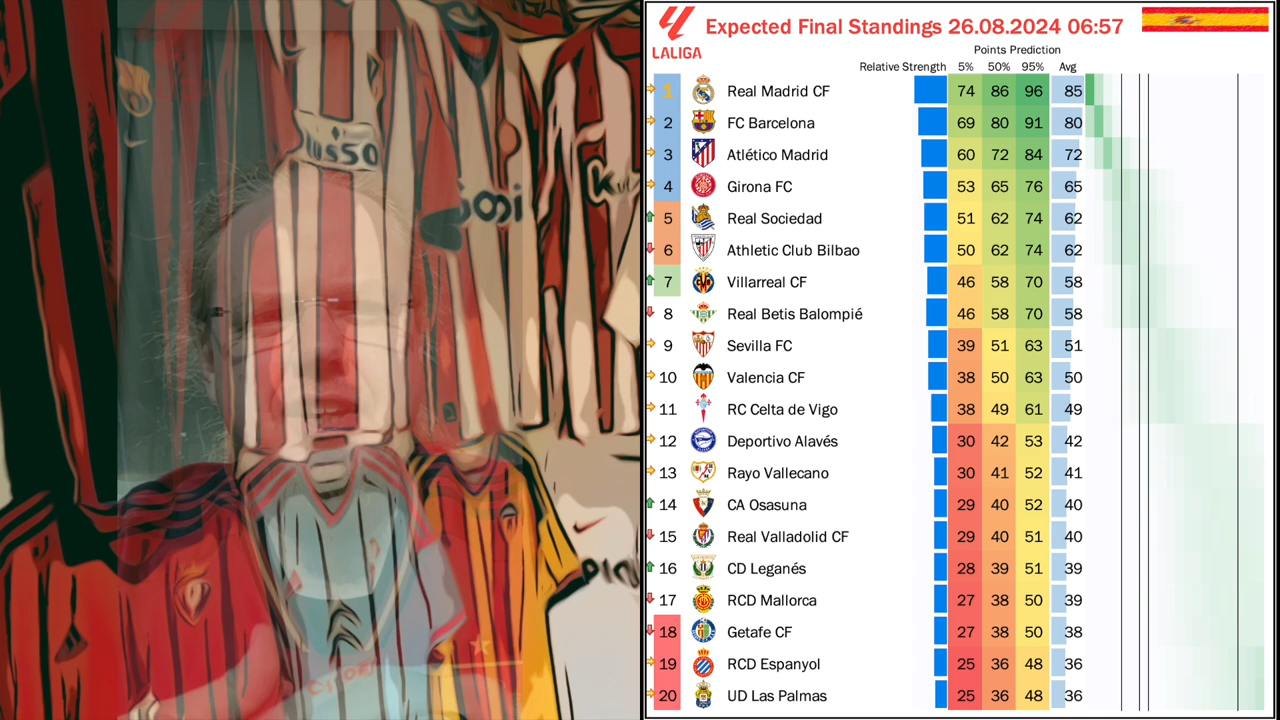 LALIGA
Expected Final Standings 26.08.2024 06:57
Points Prediction
Relative Strength 5% 50% 95% Avg
1 Real Madrid CF 74 86 96 85
2 FC Barcelona 69 80 91 80
3 Atlético Madrid 60 72 84 72
4 Girona FC 53 65 76 65
5 Real Sociedad 51 62 74 62
6 Athletic Club Bilbao 50 62 74 62
7 Villarreal CF 46 58 70 58
8 Real Betis Balompié 46 58 70 58
9 Sevilla FC 39 51 63 51
10 Valencia CF 38 50 63 50
11 RC Celta de Vigo 38 49 61 49
12 Deportivo Alavés 30 42 53 42
13 Rayo Vallecano 30 41 52 41
14 CA Osasuna 29 40 52 40
15 Real Valladolid CF 29 40 51 40
16 CD Leganés 28 39 51 39
17 RCD Mallorca 27 38 50 39
18 Getafe CF 27 38 50 38
19 RCD Espanyol 25 36 48 36
20 UD Las Palmas 25 36 48 36